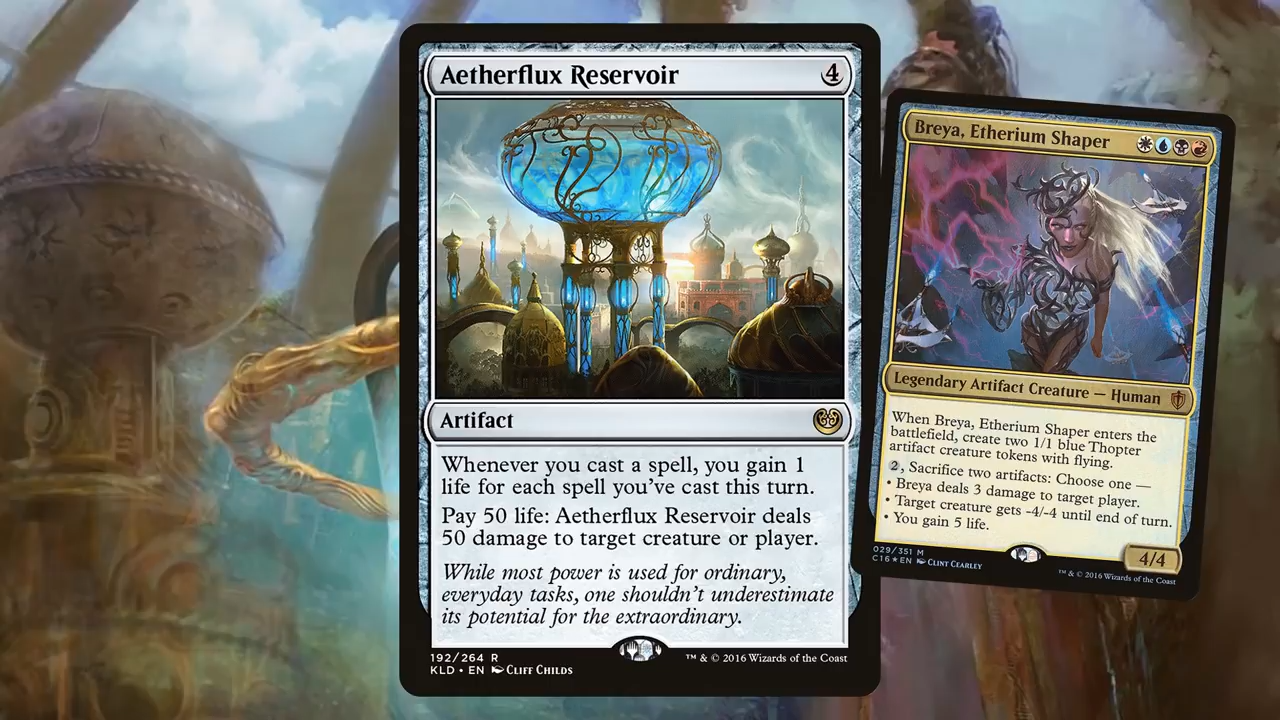 Aetherflux Reservoir 4
Artifact
Whenever you cast a spell, you gain 1
life for each spell you've cast this turn.
Pay 50 life: Aetherflux Reservoir deals
50 damage to target creature or player.
While most power is used for ordinary,
everyday tasks, one shouldn't underestimate
its potential for the extraordinary.
192/264 R
KLD • EN Cliff Childs
™ & © 2016 Wizards of the Coast
Breya, Etherium Shaper
Legendary Artifact Creature — Human
When Breya, Etherium Shaper enters the
battlefield, create two 1/1 blue Thopter
artifact creature tokens with flying.
2, Sacrifice two artifacts: Choose one —
• Breya deals 3 damage to target player.
• Target creature gets -4/-4 until end of turn.
• You gain 5 life.
4/4
029/351 M
C16 ★ EN Clint Cearley
™ & © 2016 Wizards of the Coast